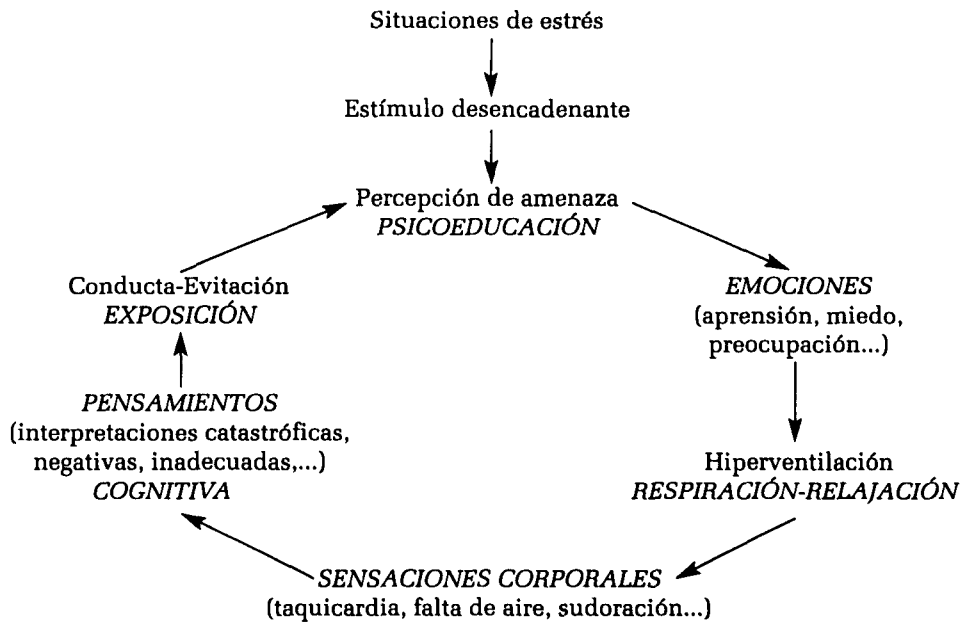 Situaciones de estrés
Estímulo desencadenante
Percepción de amenaza
PSICOEDUCACIÓN
Conducta-Evitación
EXPOSICIÓN
EMOCIONES
(aprensión, miedo,
preocupación...)
PENSAMIENTOS
(interpretaciones catastróficas,
negativas, inadecuadas,...)
COGNITIVA
Hiperventilación
RESPIRACIÓN-RELAJACIÓN
SENSACIONES CORPORALES
(taquicardia, falta de aire, sudoración...)